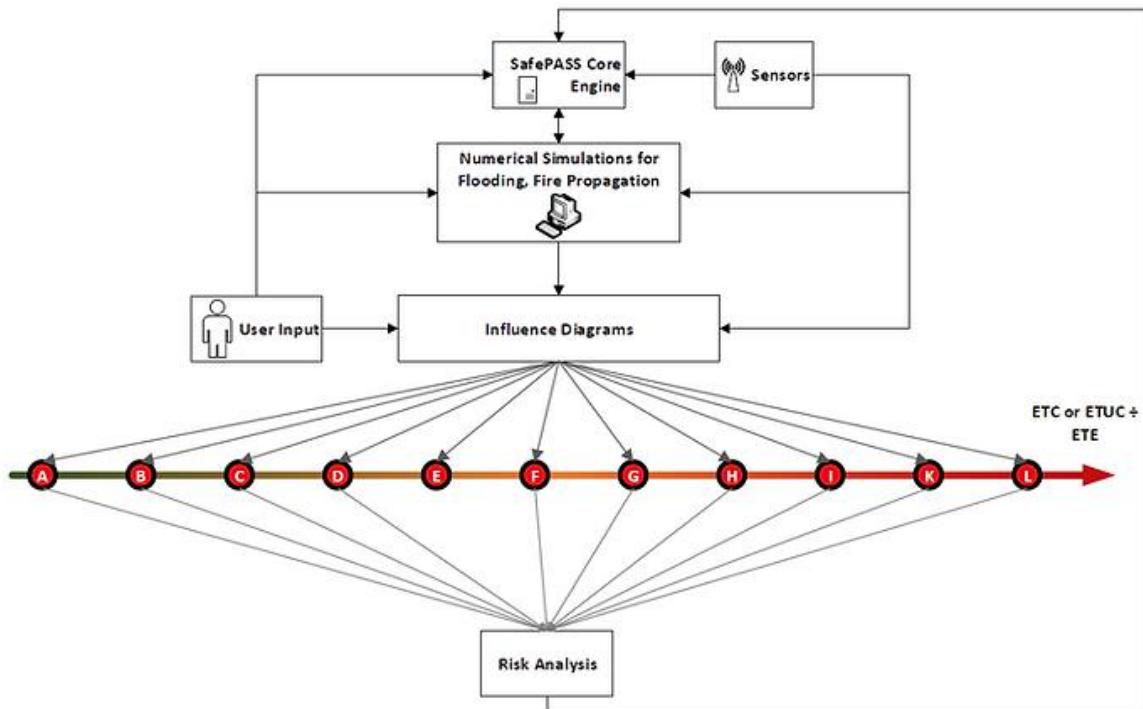 SafePASS Core
Engine
Sensors
Numerical Simulations for
Flooding, Fire Propagation
User Input
Influence Diagrams
ETC or ETUC ÷
ETE
A B C D E F G H I K L
Risk Analysis